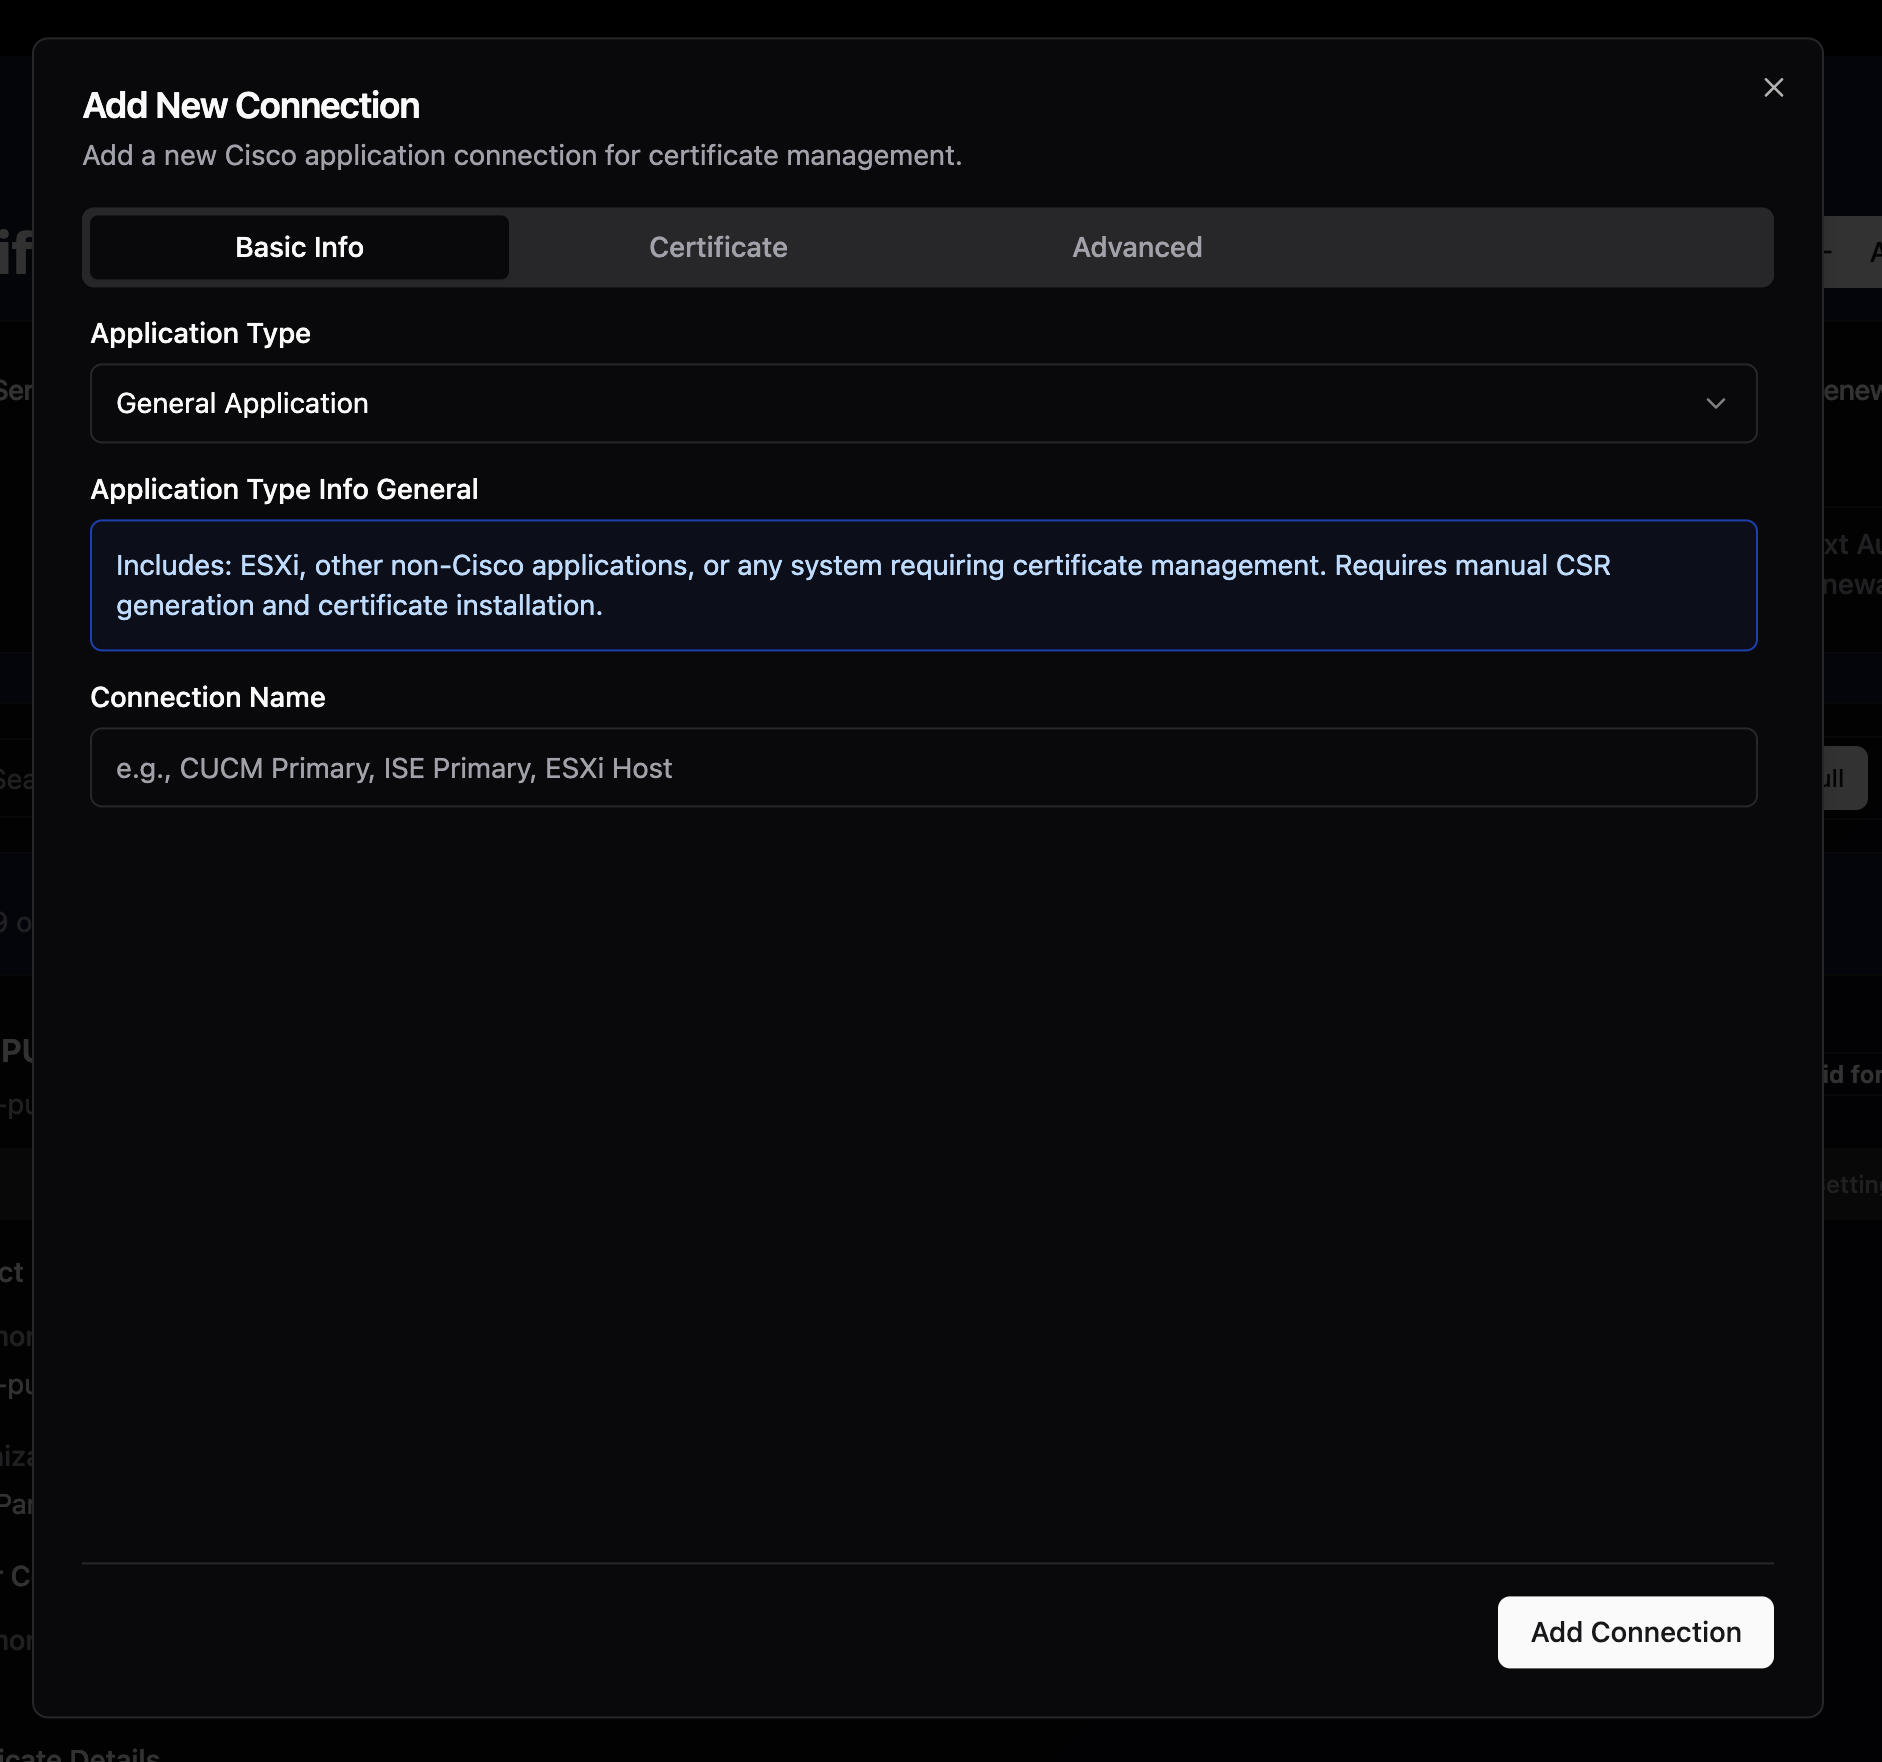 Add New Connection
Add a new Cisco application connection for certificate management.
Basic Info
Certificate
Advanced
Application Type
General Application
Application Type Info General
Includes: ESXi, other non-Cisco applications, or any system requiring certificate management. Requires manual CSR
generation and certificate installation.
Connection Name
e.g., CUCM Primary, ISE Primary, ESXi Host
Add Connection